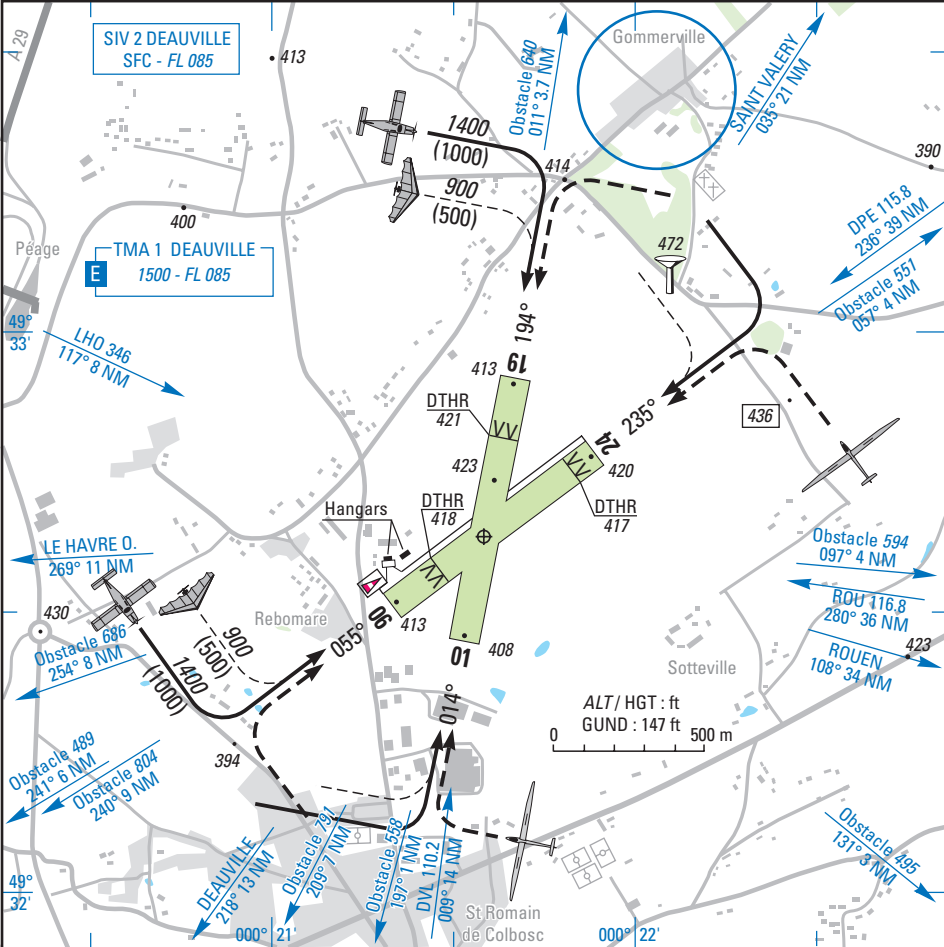 A 29
SIV 2 DEAUVILLE
SFC - FL 085
413
Obstacle 640
011° 3.7 NM
Gommerville
SAINT VALERY
035° 21 NM
1400
(1000)
900
(500)
414
390
400
Péage
TMA 1 DEAUVILLE
E
1500 - FL 085
472
DPE 115.8
236° 39 NM
Obstacle 551
057° 4 NM
49°
33'
LHO 346
117° 8 NM
194°
19
413
DTHR
421
235°
24
436
423
420
Hangars
DTHR
418
DTHR
417
LE HAVRE O.
269° 11 NM
Obstacle 594
097° 4 NM
ROU 116.8
280° 36 NM
430
Obstacle 686
254° 8 NM
900
(500)
1400
(1000)
Rebomare
055°
06
413
01
408
ROUEN
108° 34 NM
423
Sotteville
014°
ALT / HGT : ft
GUND : 147 ft
0
500 m
394
Obstacle 489
241° 6 NM
Obstacle 804
240° 9 NM
DEAUVILLE
218° 13 NM
Obstacle 791
209° 7 NM
Obstacle 558
197° 1 NM
DVL 110.2
009° 14 NM
Obstacle 495
131° 3 NM
49°
32'
St Romain
de Colbosc
000°
21'
000°
22'